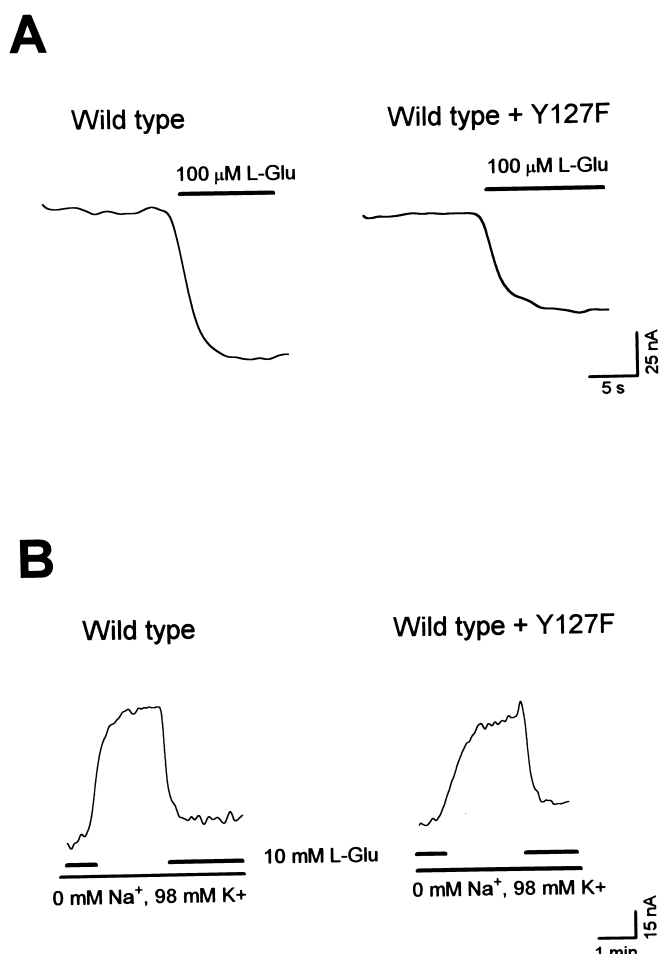 A
Wild type
Wild type + Y127F
100 μM L-Glu
100 μM L-Glu
25 nA
5 s
B
Wild type
Wild type + Y127F
10 mM L-Glu
0 mM Na⁺, 98 mM K+
0 mM Na⁺, 98 mM K+
15 nA
1 min